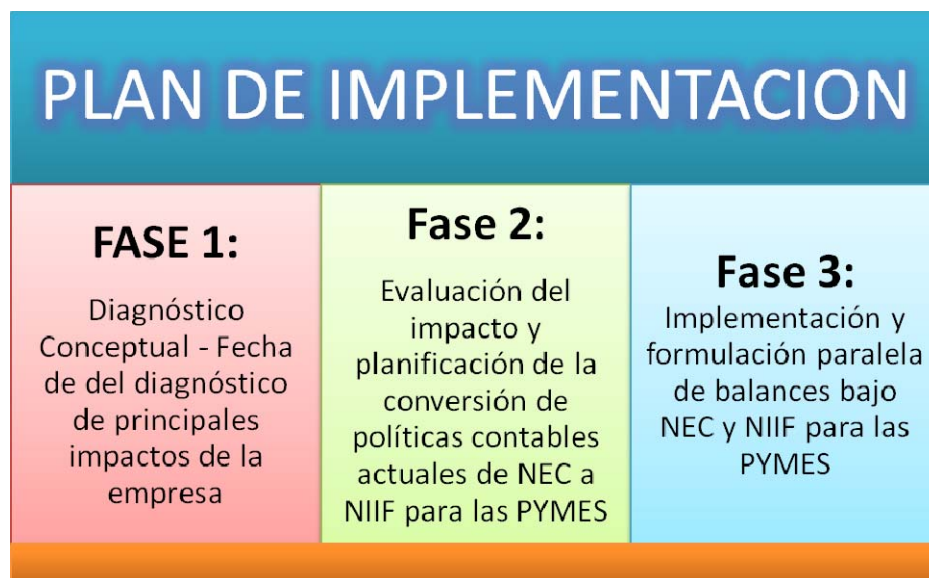 PLAN DE IMPLEMENTACION
FASE 1:
Diagnóstico
Conceptual - Fecha
de del diagnóstico
de principales
impactos de la
empresa
Fase 2:
Evaluación del
impacto y
planificación de la
conversión de
políticas contables
actuales de NEC a
NIIF para las PYMES
Fase 3:
Implementación y
formulación paralela
de balances bajo
NEC y NIIF para las
PYMES